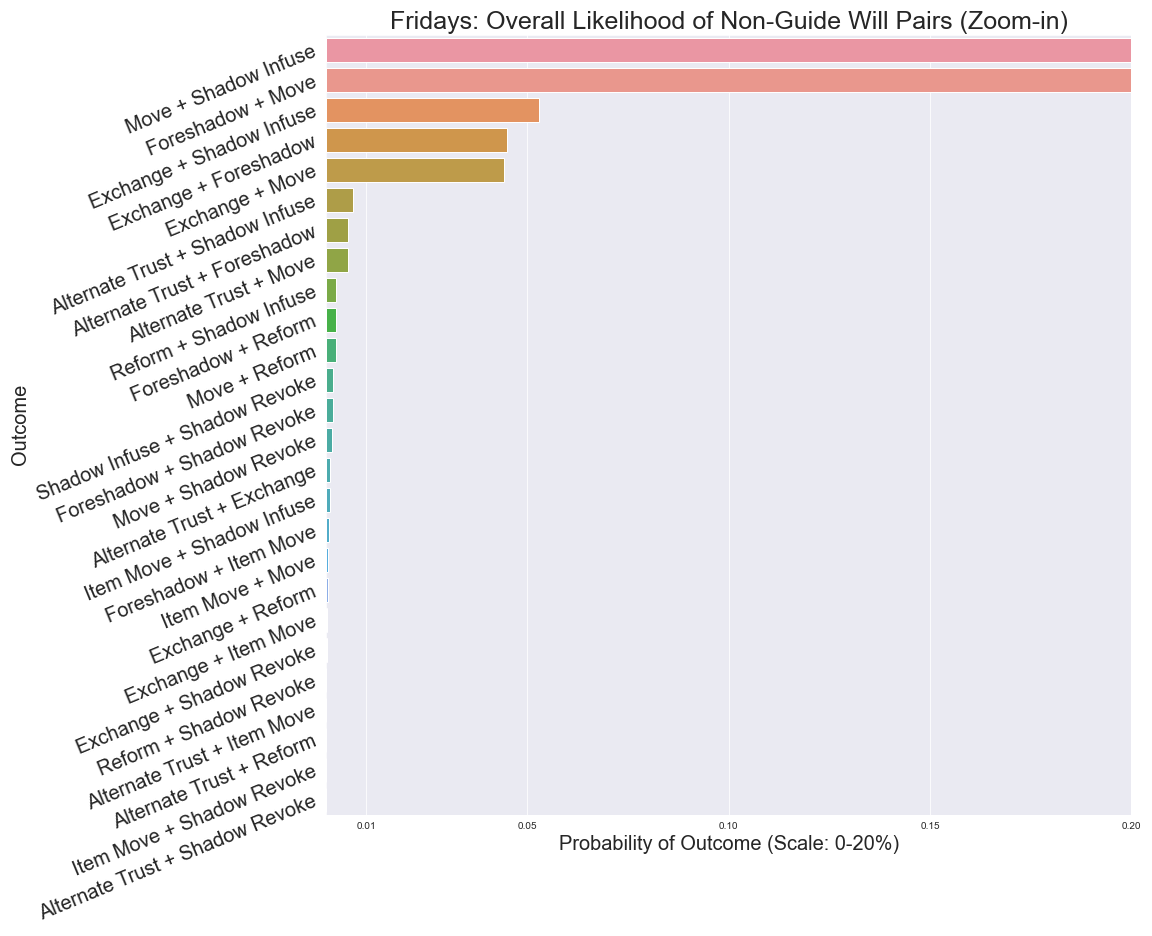 Fridays: Overall Likelihood of Non-Guide Will Pairs (Zoom-in)
Move + Shadow Infuse
Foreshadow + Move
Exchange + Shadow Infuse
Exchange + Foreshadow
Exchange + Move
Alternate Trust + Shadow Infuse
Alternate Trust + Foreshadow
Alternate Trust + Move
Reform + Shadow Infuse
Foreshadow + Reform
Move + Reform
Shadow Infuse + Shadow Revoke
Foreshadow + Shadow Revoke
Move + Shadow Revoke
Alternate Trust + Exchange
Item Move + Shadow Infuse
Foreshadow + Item Move
Item Move + Move
Exchange + Reform
Exchange + Item Move
Exchange + Shadow Revoke
Reform + Shadow Revoke
Alternate Trust + Item Move
Alternate Trust + Reform
Item Move + Shadow Revoke
Alternate Trust + Shadow Revoke
Outcome
0.01 0.05 0.10 0.15 0.20
Probability of Outcome (Scale: 0-20%)